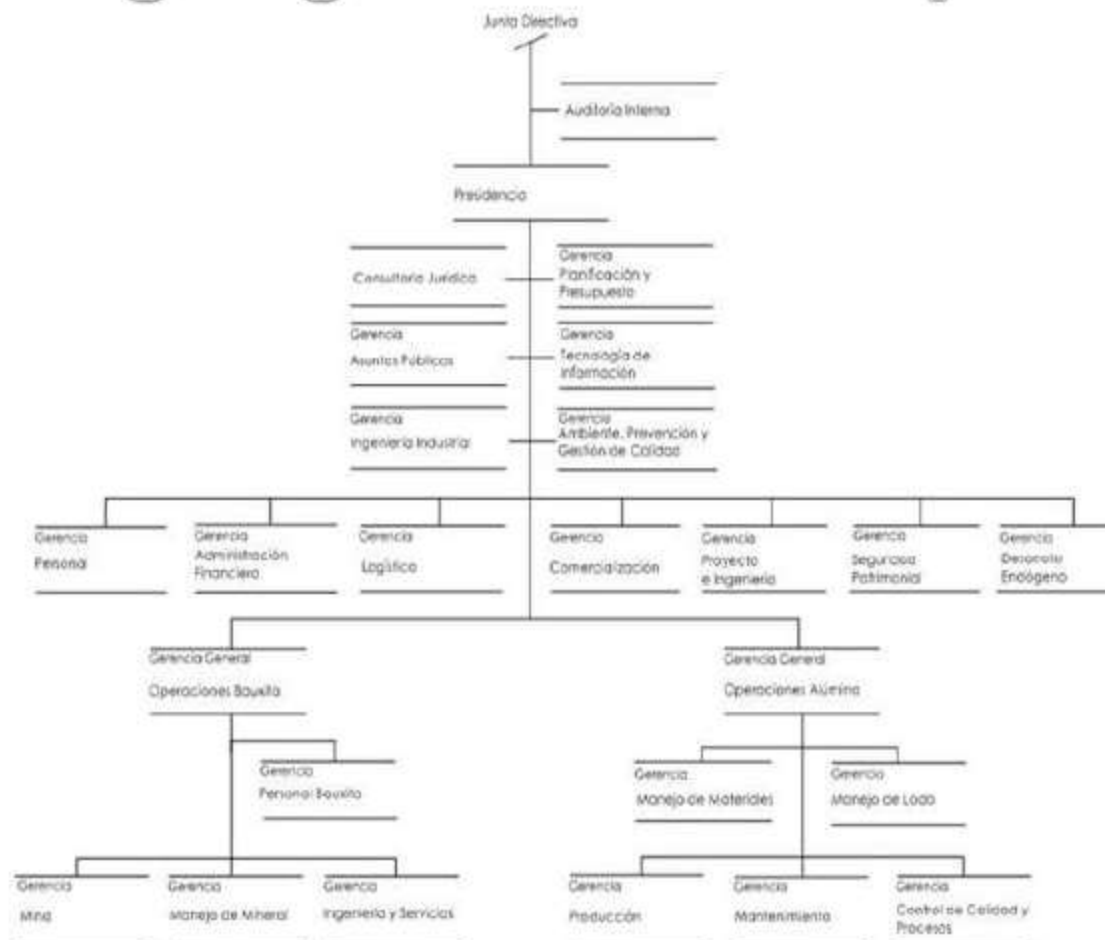 Junta Directiva
Auditoría Interna
Presidencia
Consultoría Jurídica
Gerencia
Planificación y
Presupuesto
Gerencia
Asuntos Públicos
Gerencia
Tecnología de
Información
Gerencia
Ingeniería Industrial
Gerencia
Ambiente, Prevención y
Gestión de Calidad
Gerencia
Personal
Gerencia
Administración
Financiera
Gerencia
Logística
Gerencia
Comercialización
Gerencia
Proyecto
e Ingeniería
Gerencia
Seguridad
Patrimonial
Gerencia
Desarrollo
Endógeno
Gerencia General
Operaciones Bauxita
Gerencia General
Operaciones Alúmina
Gerencia
Personal Bauxita
Gerencia
Manejo de Materiales
Gerencia
Manejo de Lodo
Gerencia
Mina
Gerencia
Manejo de Mineral
Gerencia
Ingeniería y Servicios
Gerencia
Producción
Gerencia
Mantenimiento
Gerencia
Control de Calidad y
Procesos